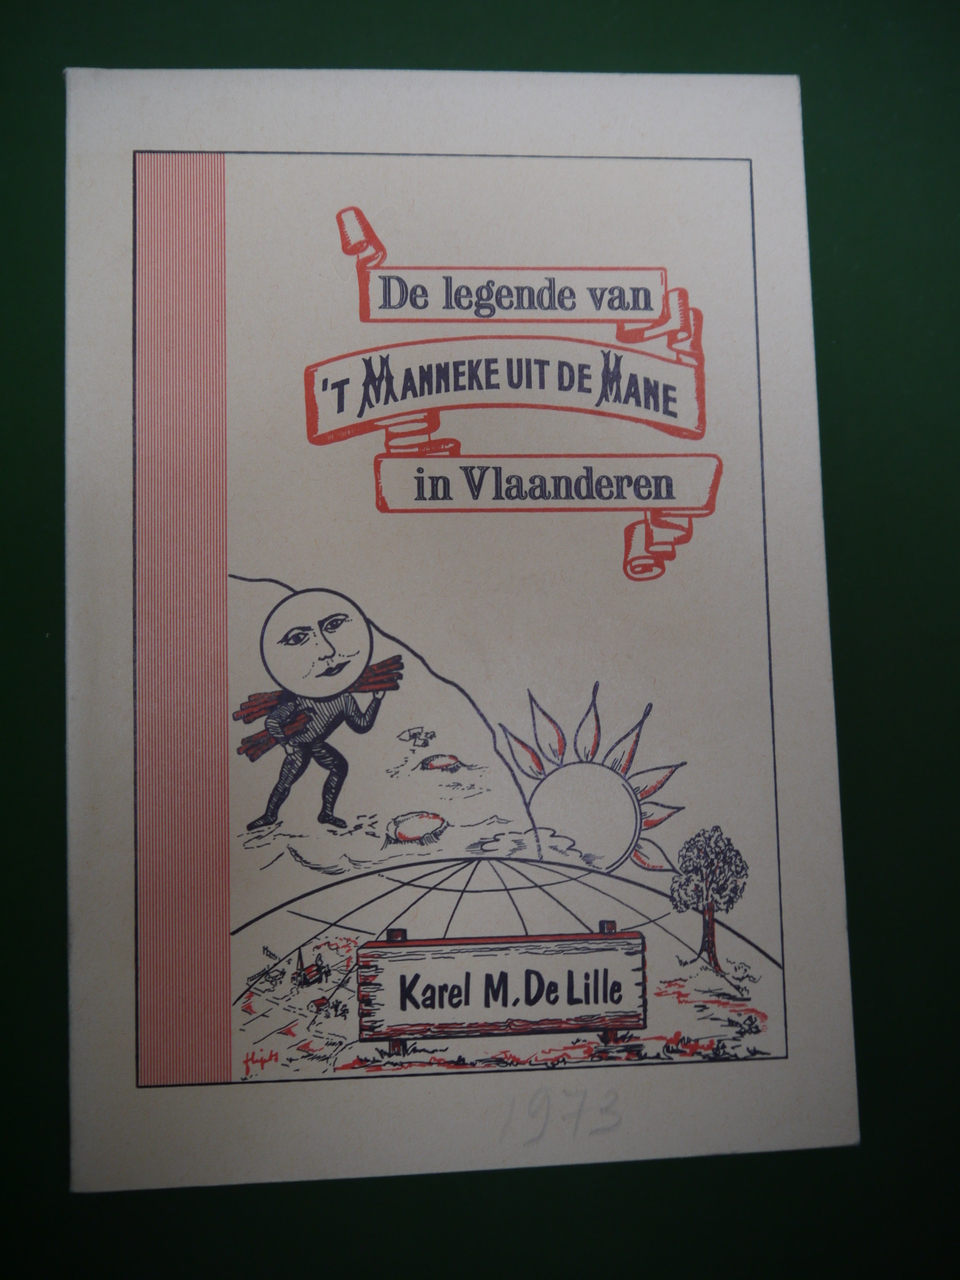 De legende van
'T MANNEKE UIT DE MANE
in Vlaanderen
Karel M. De Lille
1973